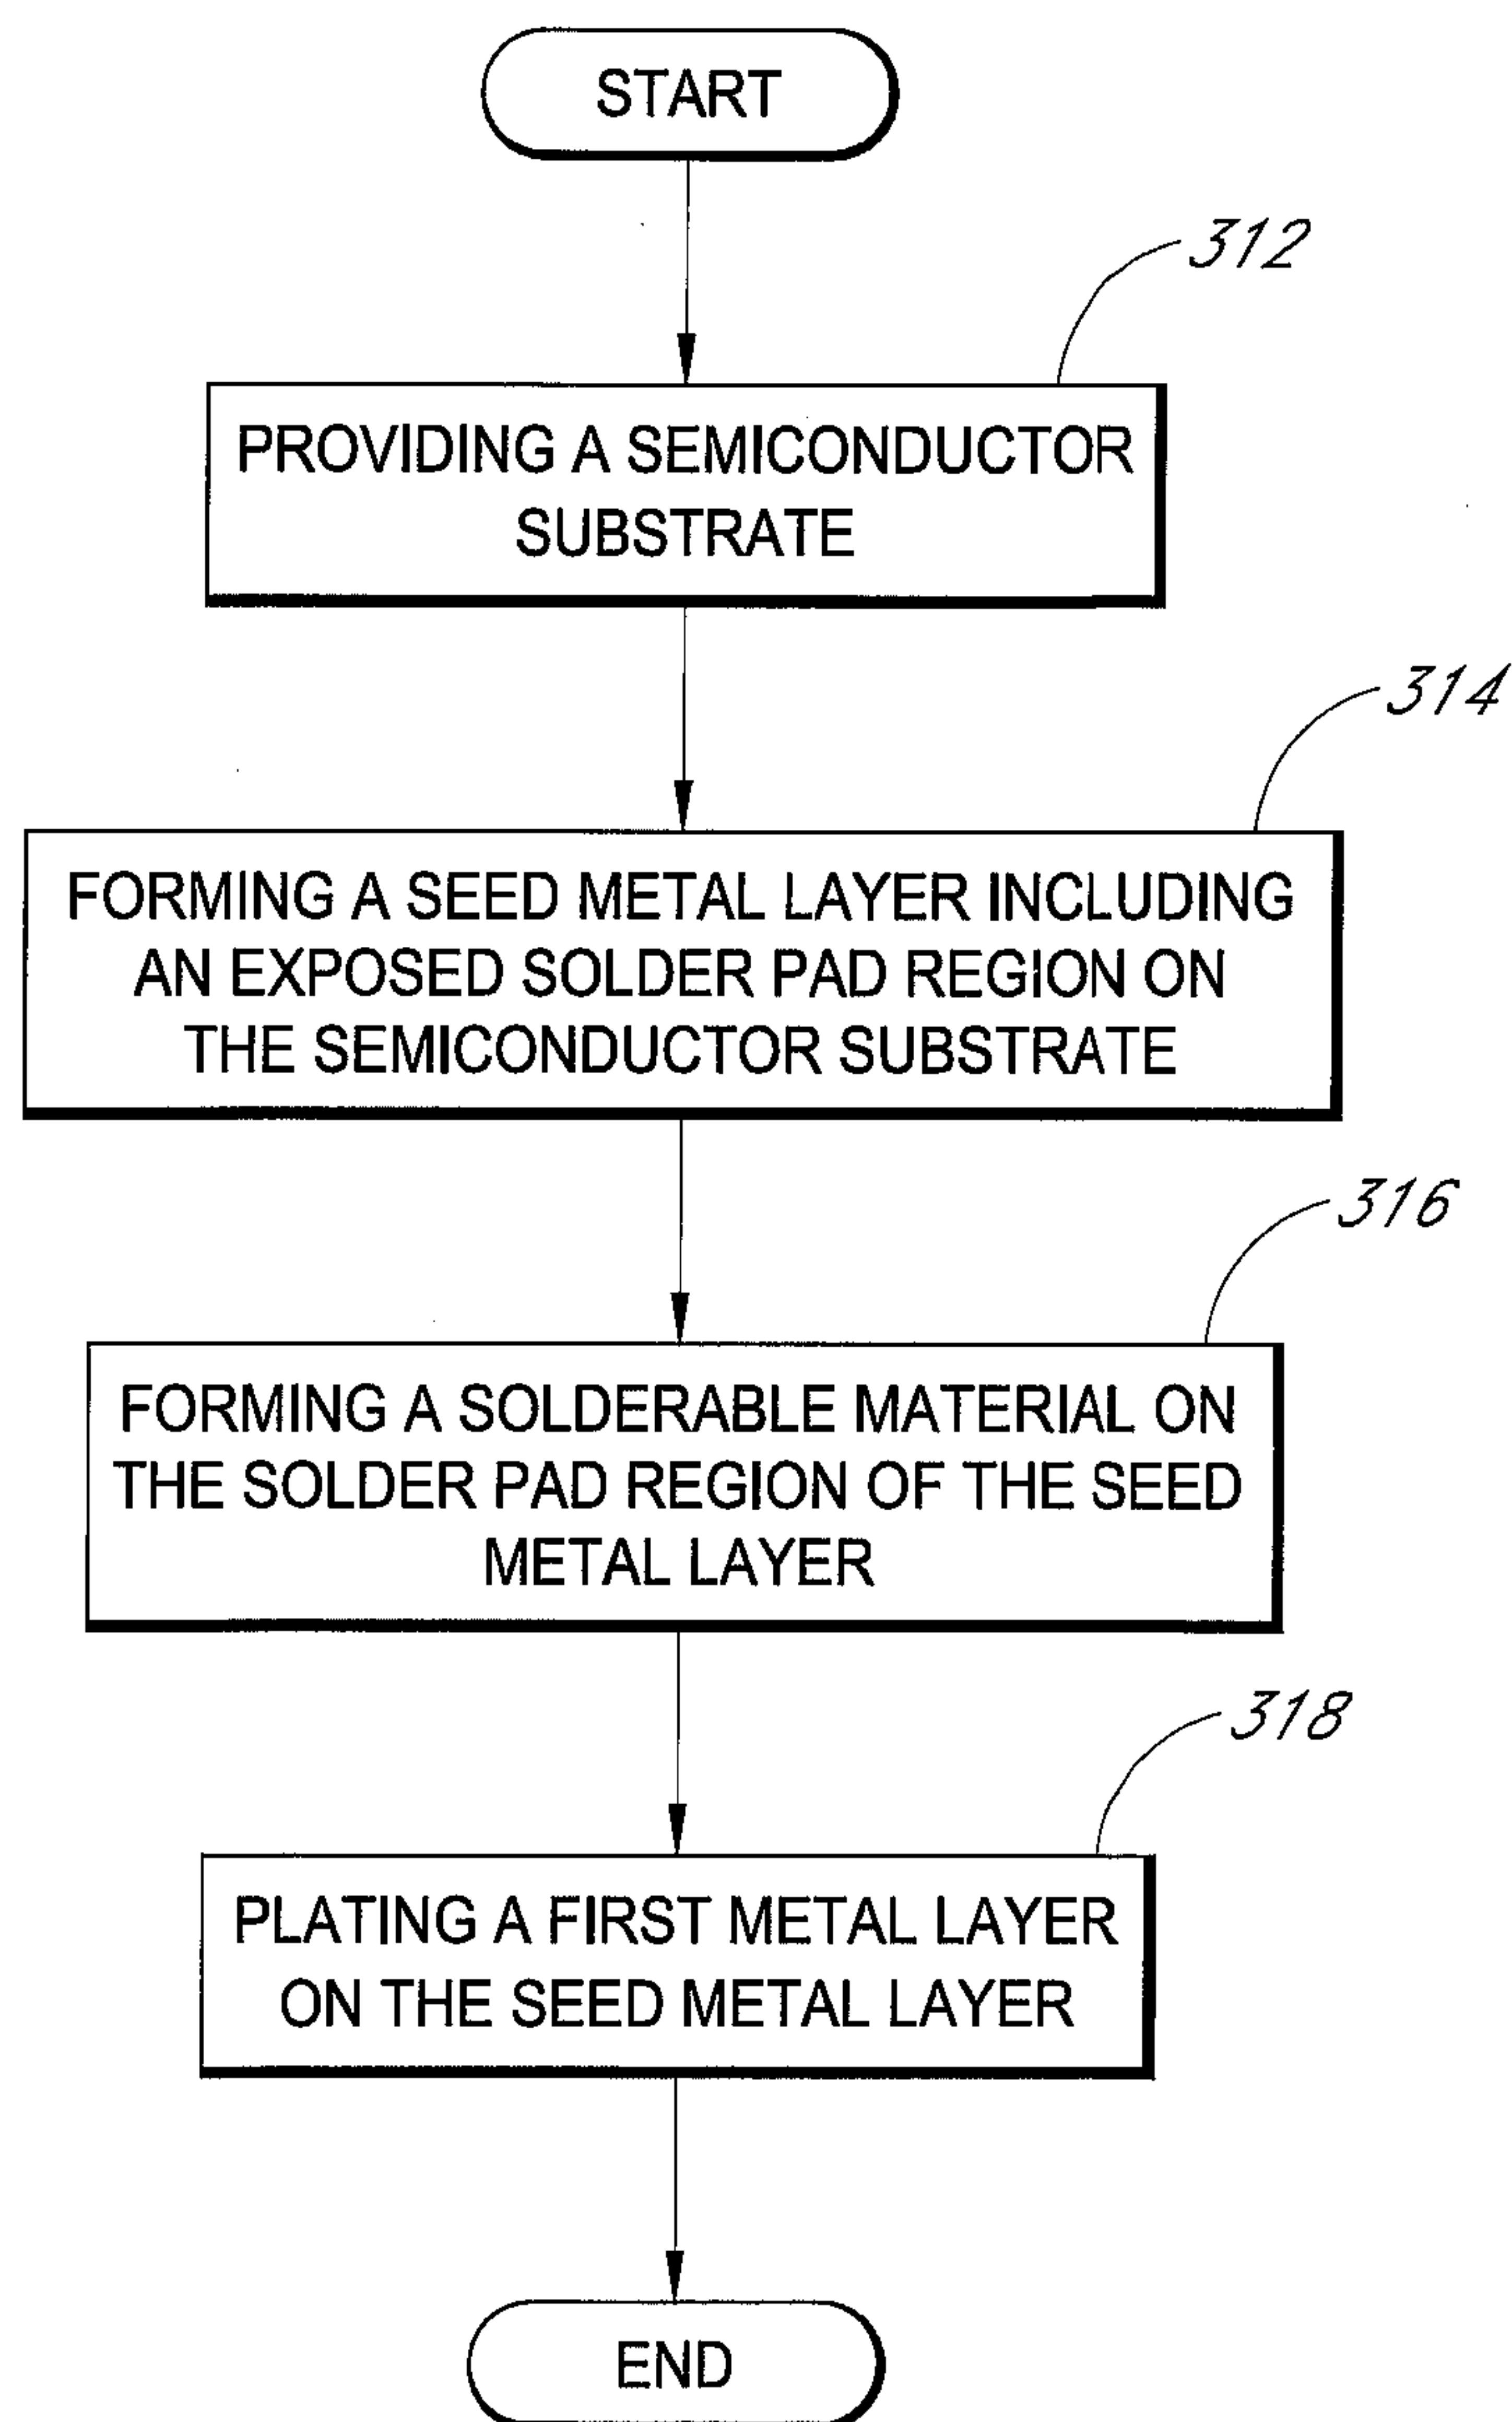 START
312
PROVIDING A SEMICONDUCTOR
SUBSTRATE
314
FORMING A SEED METAL LAYER INCLUDING
AN EXPOSED SOLDER PAD REGION ON
THE SEMICONDUCTOR SUBSTRATE
316
FORMING A SOLDERABLE MATERIAL ON
THE SOLDER PAD REGION OF THE SEED
METAL LAYER
318
PLATING A FIRST METAL LAYER
ON THE SEED METAL LAYER
END